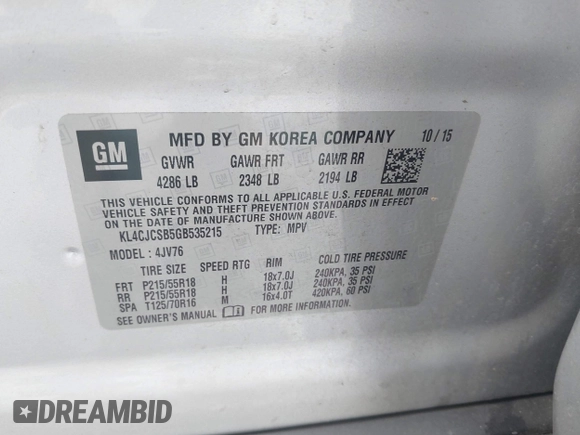 GM
MFD BY GM KOREA COMPANY 10/15
GVWR GAWR FRT GAWR RR
4286 LB 2348 LB 2194 LB
THIS VEHICLE CONFORMS TO ALL APPLICABLE U.S. FEDERAL MOTOR
VEHICLE SAFETY AND THEFT PREVENTION STANDARDS IN EFFECT
ON THE DATE OF MANUFACTURE SHOWN ABOVE.
KL4CJCSB5GB535215 TYPE: MPV
MODEL: 4JV76
TIRE SIZE SPEED RTG RIM COLD TIRE PRESSURE
FRT P215/55R18 H 18x7.0J 240KPA, 35 PSI
RR P215/55R18 H 18x7.0J 240KPA, 35 PSI
SPA T125/70R16 M 16x4.0T 420KPA, 60 PSI
SEE OWNER'S MANUAL FOR MORE INFORMATION.
DREAMBID